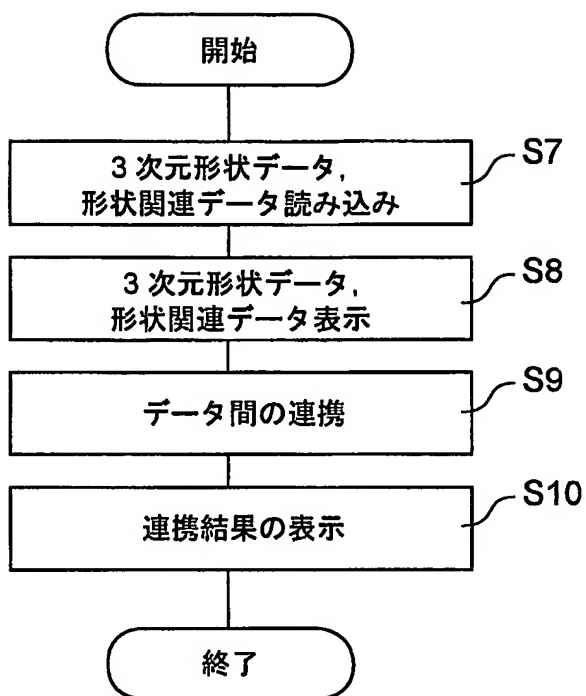 開始
S7
3次元形状データ,
形状関連データ読み込み
S8
3次元形状データ,
形状関連データ表示
S9
データ間の連携
S10
連携結果の表示
終了